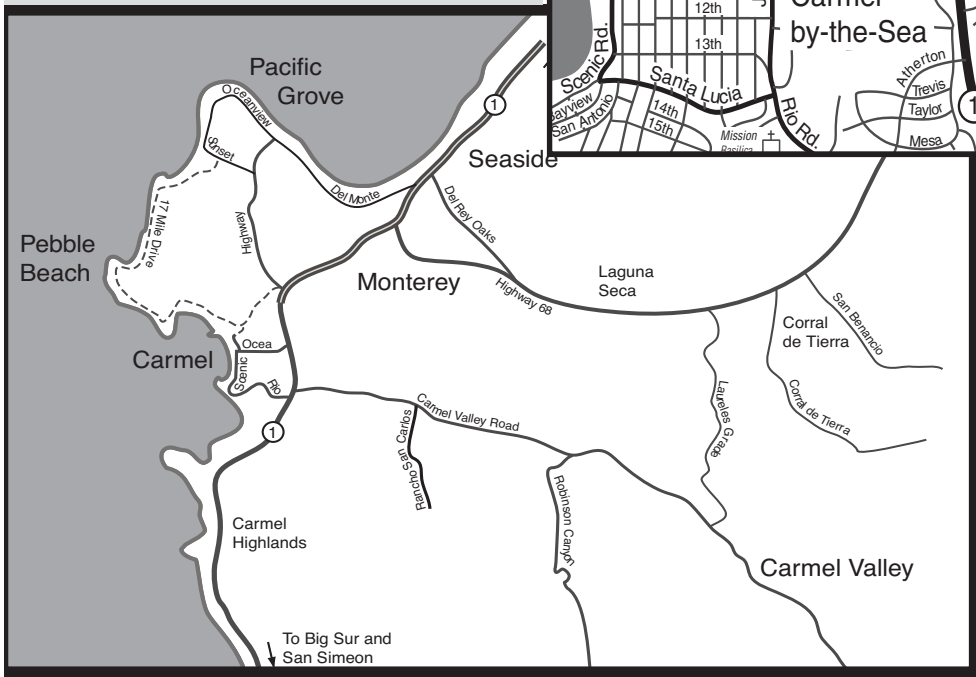 12th
Carmel
by-the-Sea
13th
Scenic Rd.
Santa Lucia
Atherton
Trevis
Taylor
Mesa
1
San Antonio
14th
15th
Rio Rd.
Mission
Basilica
Pacific
Grove
Oceanview
Sunset
1
Seaside
Del Monte
Del Rey Oaks
17 Mile Drive
Highway
Pebble
Beach
Monterey
Highway 68
Laguna
Seca
San Benancio
Corral
de Tierra
Corral de Tierra
Laureles Grade
Carmel
Ocea
Scenic
Rio
1
Carmel Valley Road
Rancho San Carlos
Robinson Canyon
Carmel
Highlands
Carmel Valley
To Big Sur and
San Simeon